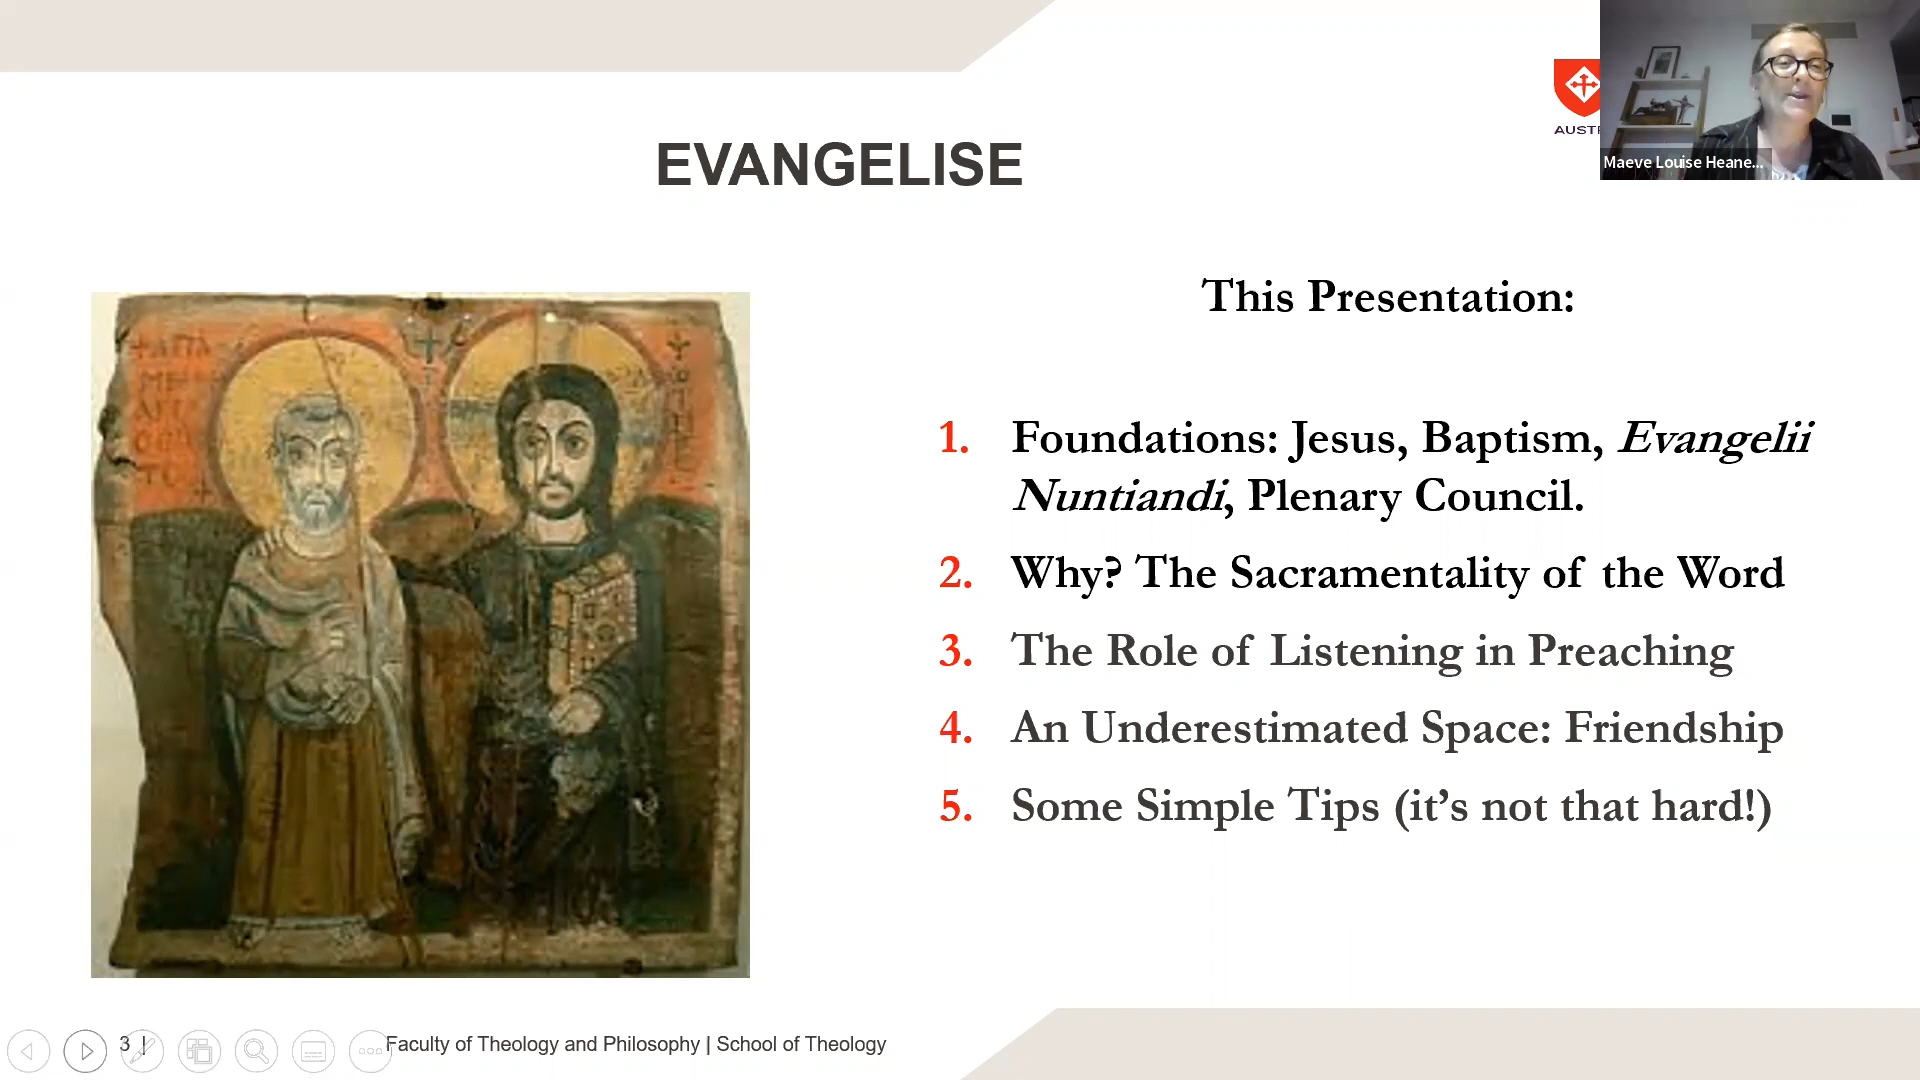 EVANGELISE
AUST
Maeve Louise Heane...
This Presentation:
1. Foundations: Jesus, Baptism, Evangelii
Nuntiandi, Plenary Council.
2. Why? The Sacramentality of the Word
3. The Role of Listening in Preaching
4. An Underestimated Space: Friendship
5. Some Simple Tips (it’s not that hard!)
3 |
Faculty of Theology and Philosophy | School of Theology